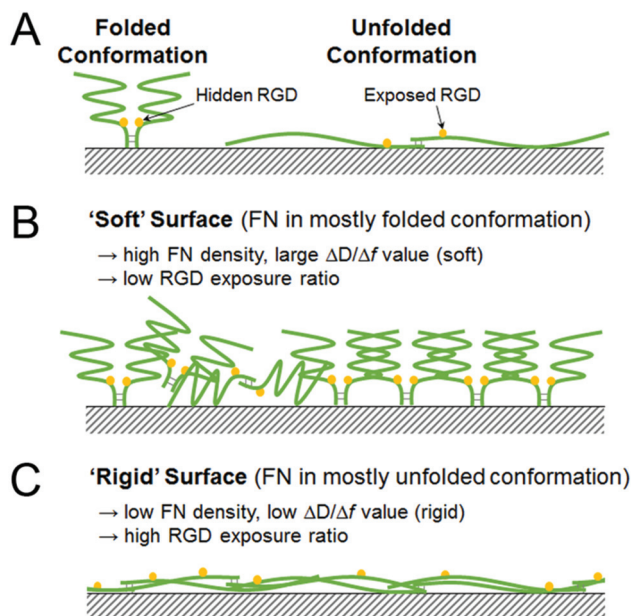 A
Folded
Conformation
Unfolded
Conformation
Hidden RGD
Exposed RGD
B
‘Soft’ Surface (FN in mostly folded conformation)
→ high FN density, large ΔD/Δf value (soft)
→ low RGD exposure ratio
C
‘Rigid’ Surface (FN in mostly unfolded conformation)
→ low FN density, low ΔD/Δf value (rigid)
→ high RGD exposure ratio